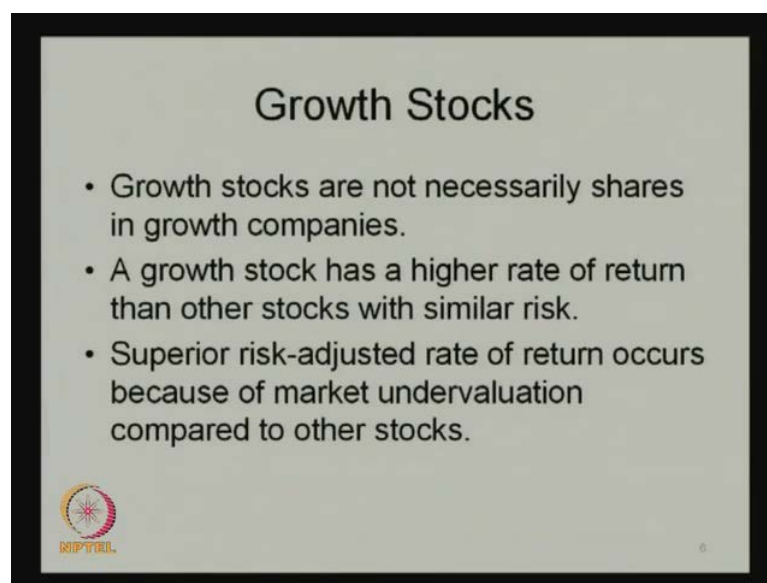 Growth Stocks
• Growth stocks are not necessarily shares
in growth companies.
• A growth stock has a higher rate of return
than other stocks with similar risk.
• Superior risk-adjusted rate of return occurs
because of market undervaluation
compared to other stocks.
NPTEL
6